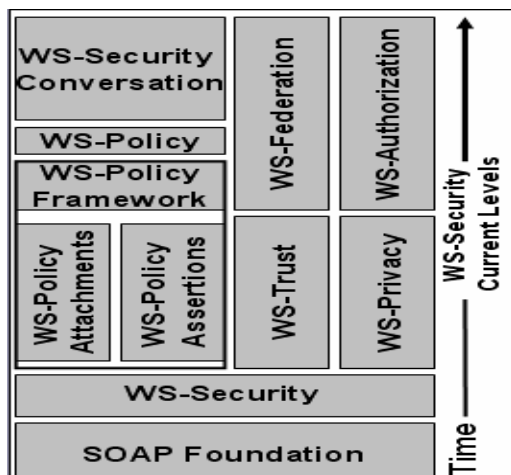 WS-Security
Conversation
WS-Policy
WS-Policy
Framework
WS-Policy
Attachments
WS-Policy
Assertions
WS-Federation
WS-Authorization
WS-Trust
WS-Privacy
WS-Security
SOAP Foundation
WS-Security
Current Levels
Time